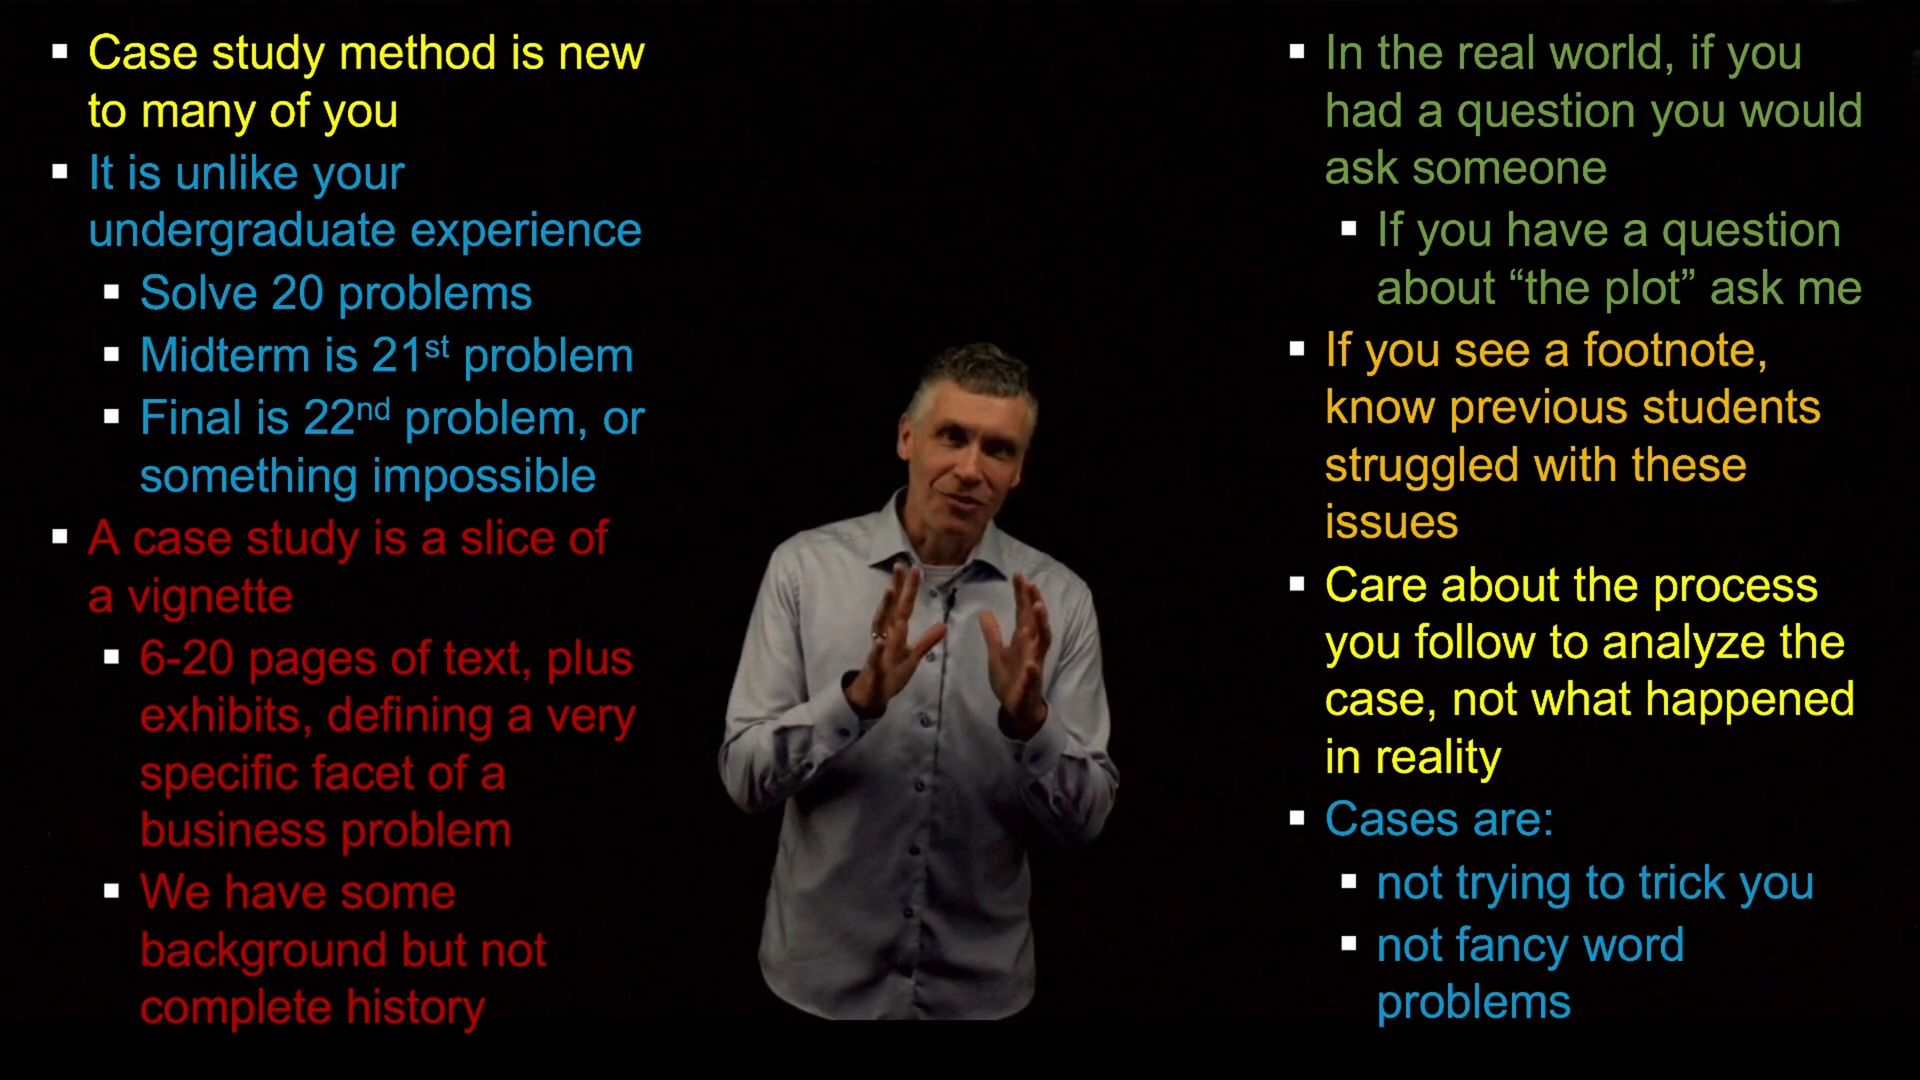 ▪ Case study method is new
to many of you
▪ It is unlike your
undergraduate experience
▪ Solve 20 problems
▪ Midterm is 21st problem
▪ Final is 22nd problem, or
something impossible
▪ A case study is a slice of
a vignette
▪ 6-20 pages of text, plus
exhibits, defining a very
specific facet of a
business problem
▪ We have some
background but not
complete history
▪ In the real world, if you
had a question you would
ask someone
▪ If you have a question
about “the plot” ask me
▪ If you see a footnote,
know previous students
struggled with these
issues
▪ Care about the process
you follow to analyze the
case, not what happened
in reality
▪ Cases are:
▪ not trying to trick you
▪ not fancy word
problems